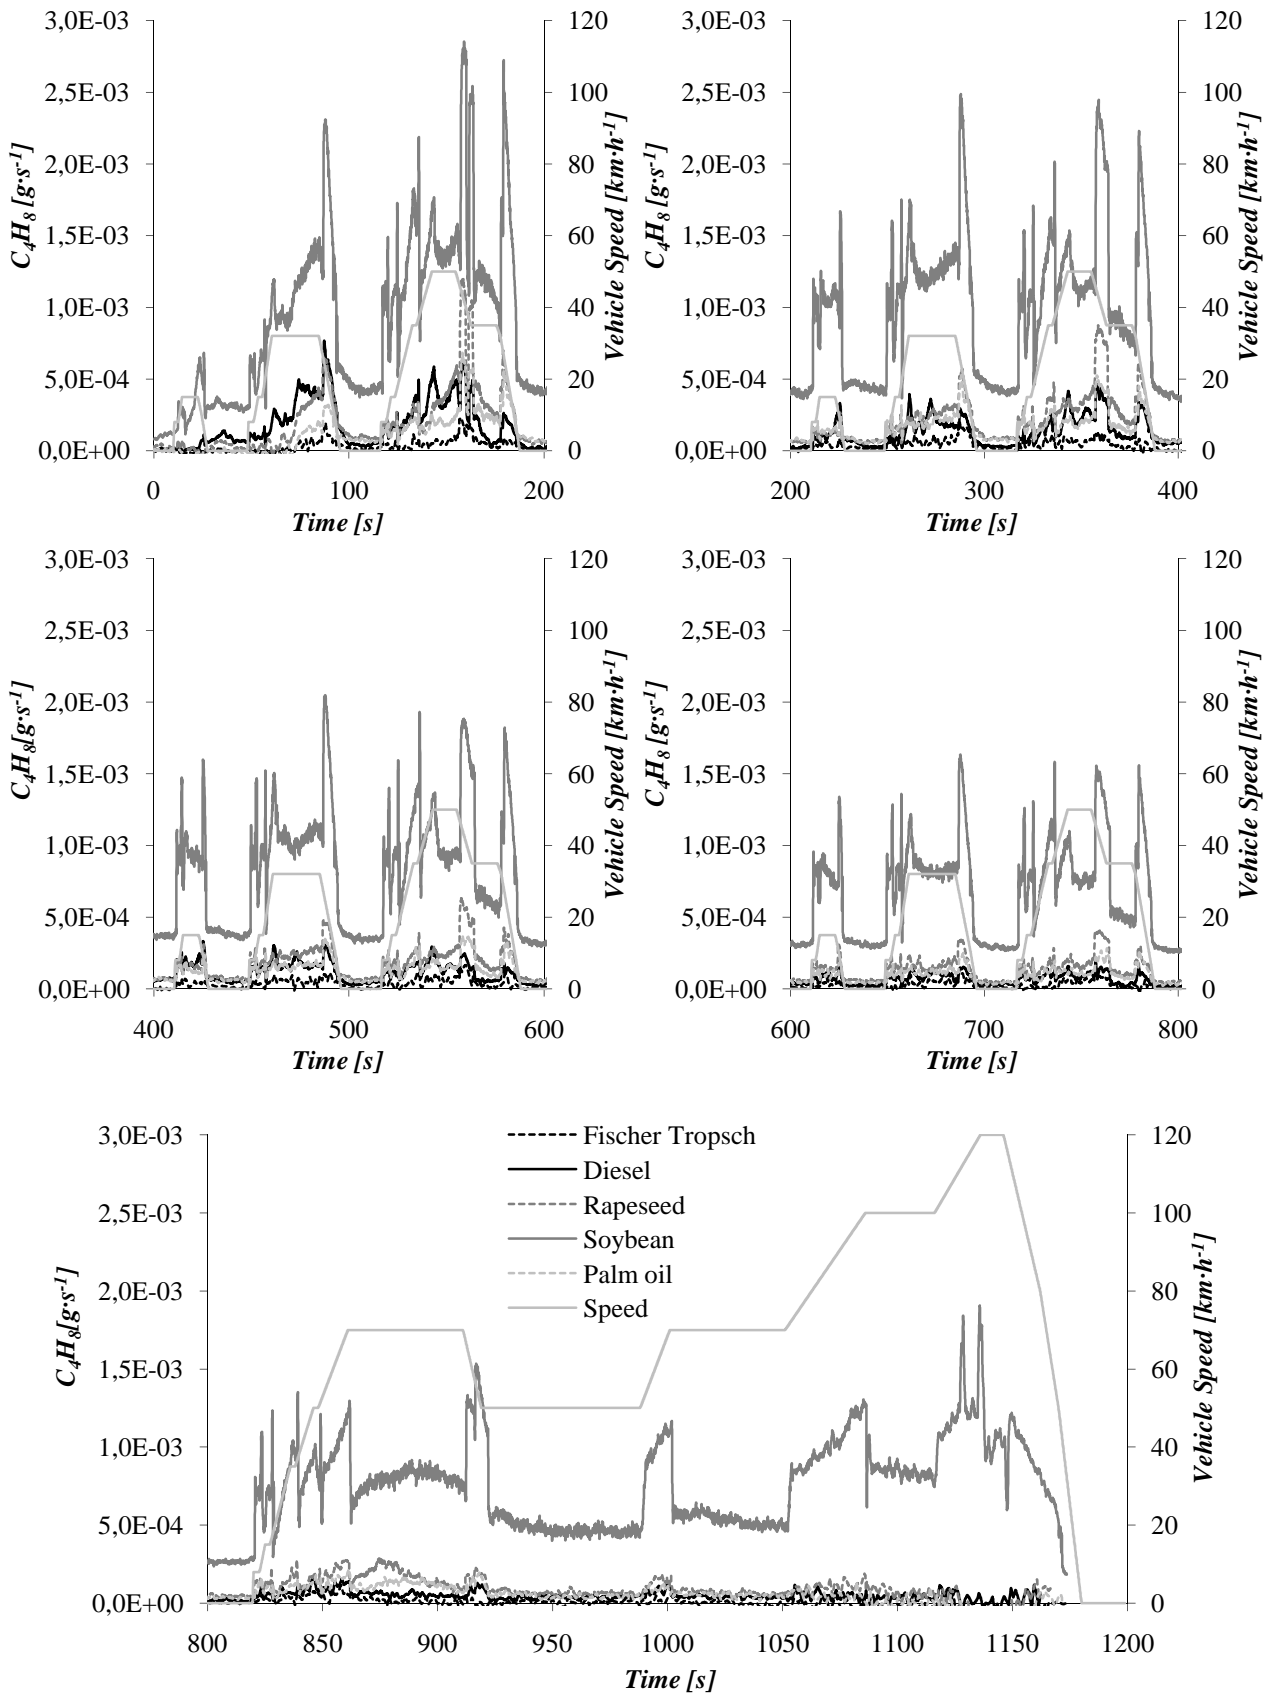 3,0E-03
2,5E-03
2,0E-03
1,5E-03
1,0E-03
5,0E-04
0,0E+00
C₄H₈ [g·s⁻¹]
0 100 200
Time [s]
120
100
80
60
40
20
0
Vehicle Speed [km·h⁻¹]
3,0E-03
2,5E-03
2,0E-03
1,5E-03
1,0E-03
5,0E-04
0,0E+00
C₄H₈ [g·s⁻¹]
200 300 400
Time [s]
120
100
80
60
40
20
0
Vehicle Speed [km·h⁻¹]
3,0E-03
2,5E-03
2,0E-03
1,5E-03
1,0E-03
5,0E-04
0,0E+00
C₄H₈[g·s⁻¹]
400 500 600
Time [s]
120
100
80
60
40
20
0
Vehicle Speed [km·h⁻¹]
3,0E-03
2,5E-03
2,0E-03
1,5E-03
1,0E-03
5,0E-04
0,0E+00
C₄H₈ [g·s⁻¹]
600 700 800
Time [s]
120
100
80
60
40
20
0
Vehicle Speed [km·h⁻¹]
3,0E-03
2,5E-03
2,0E-03
1,5E-03
1,0E-03
5,0E-04
0,0E+00
C₄H₈[g·s⁻¹]
Fischer Tropsch
Diesel
Rapeseed
Soybean
Palm oil
Speed
800 850 900 950 1000 1050 1100 1150 1200
Time [s]
120
100
80
60
40
20
0
Vehicle Speed [km·h⁻¹]